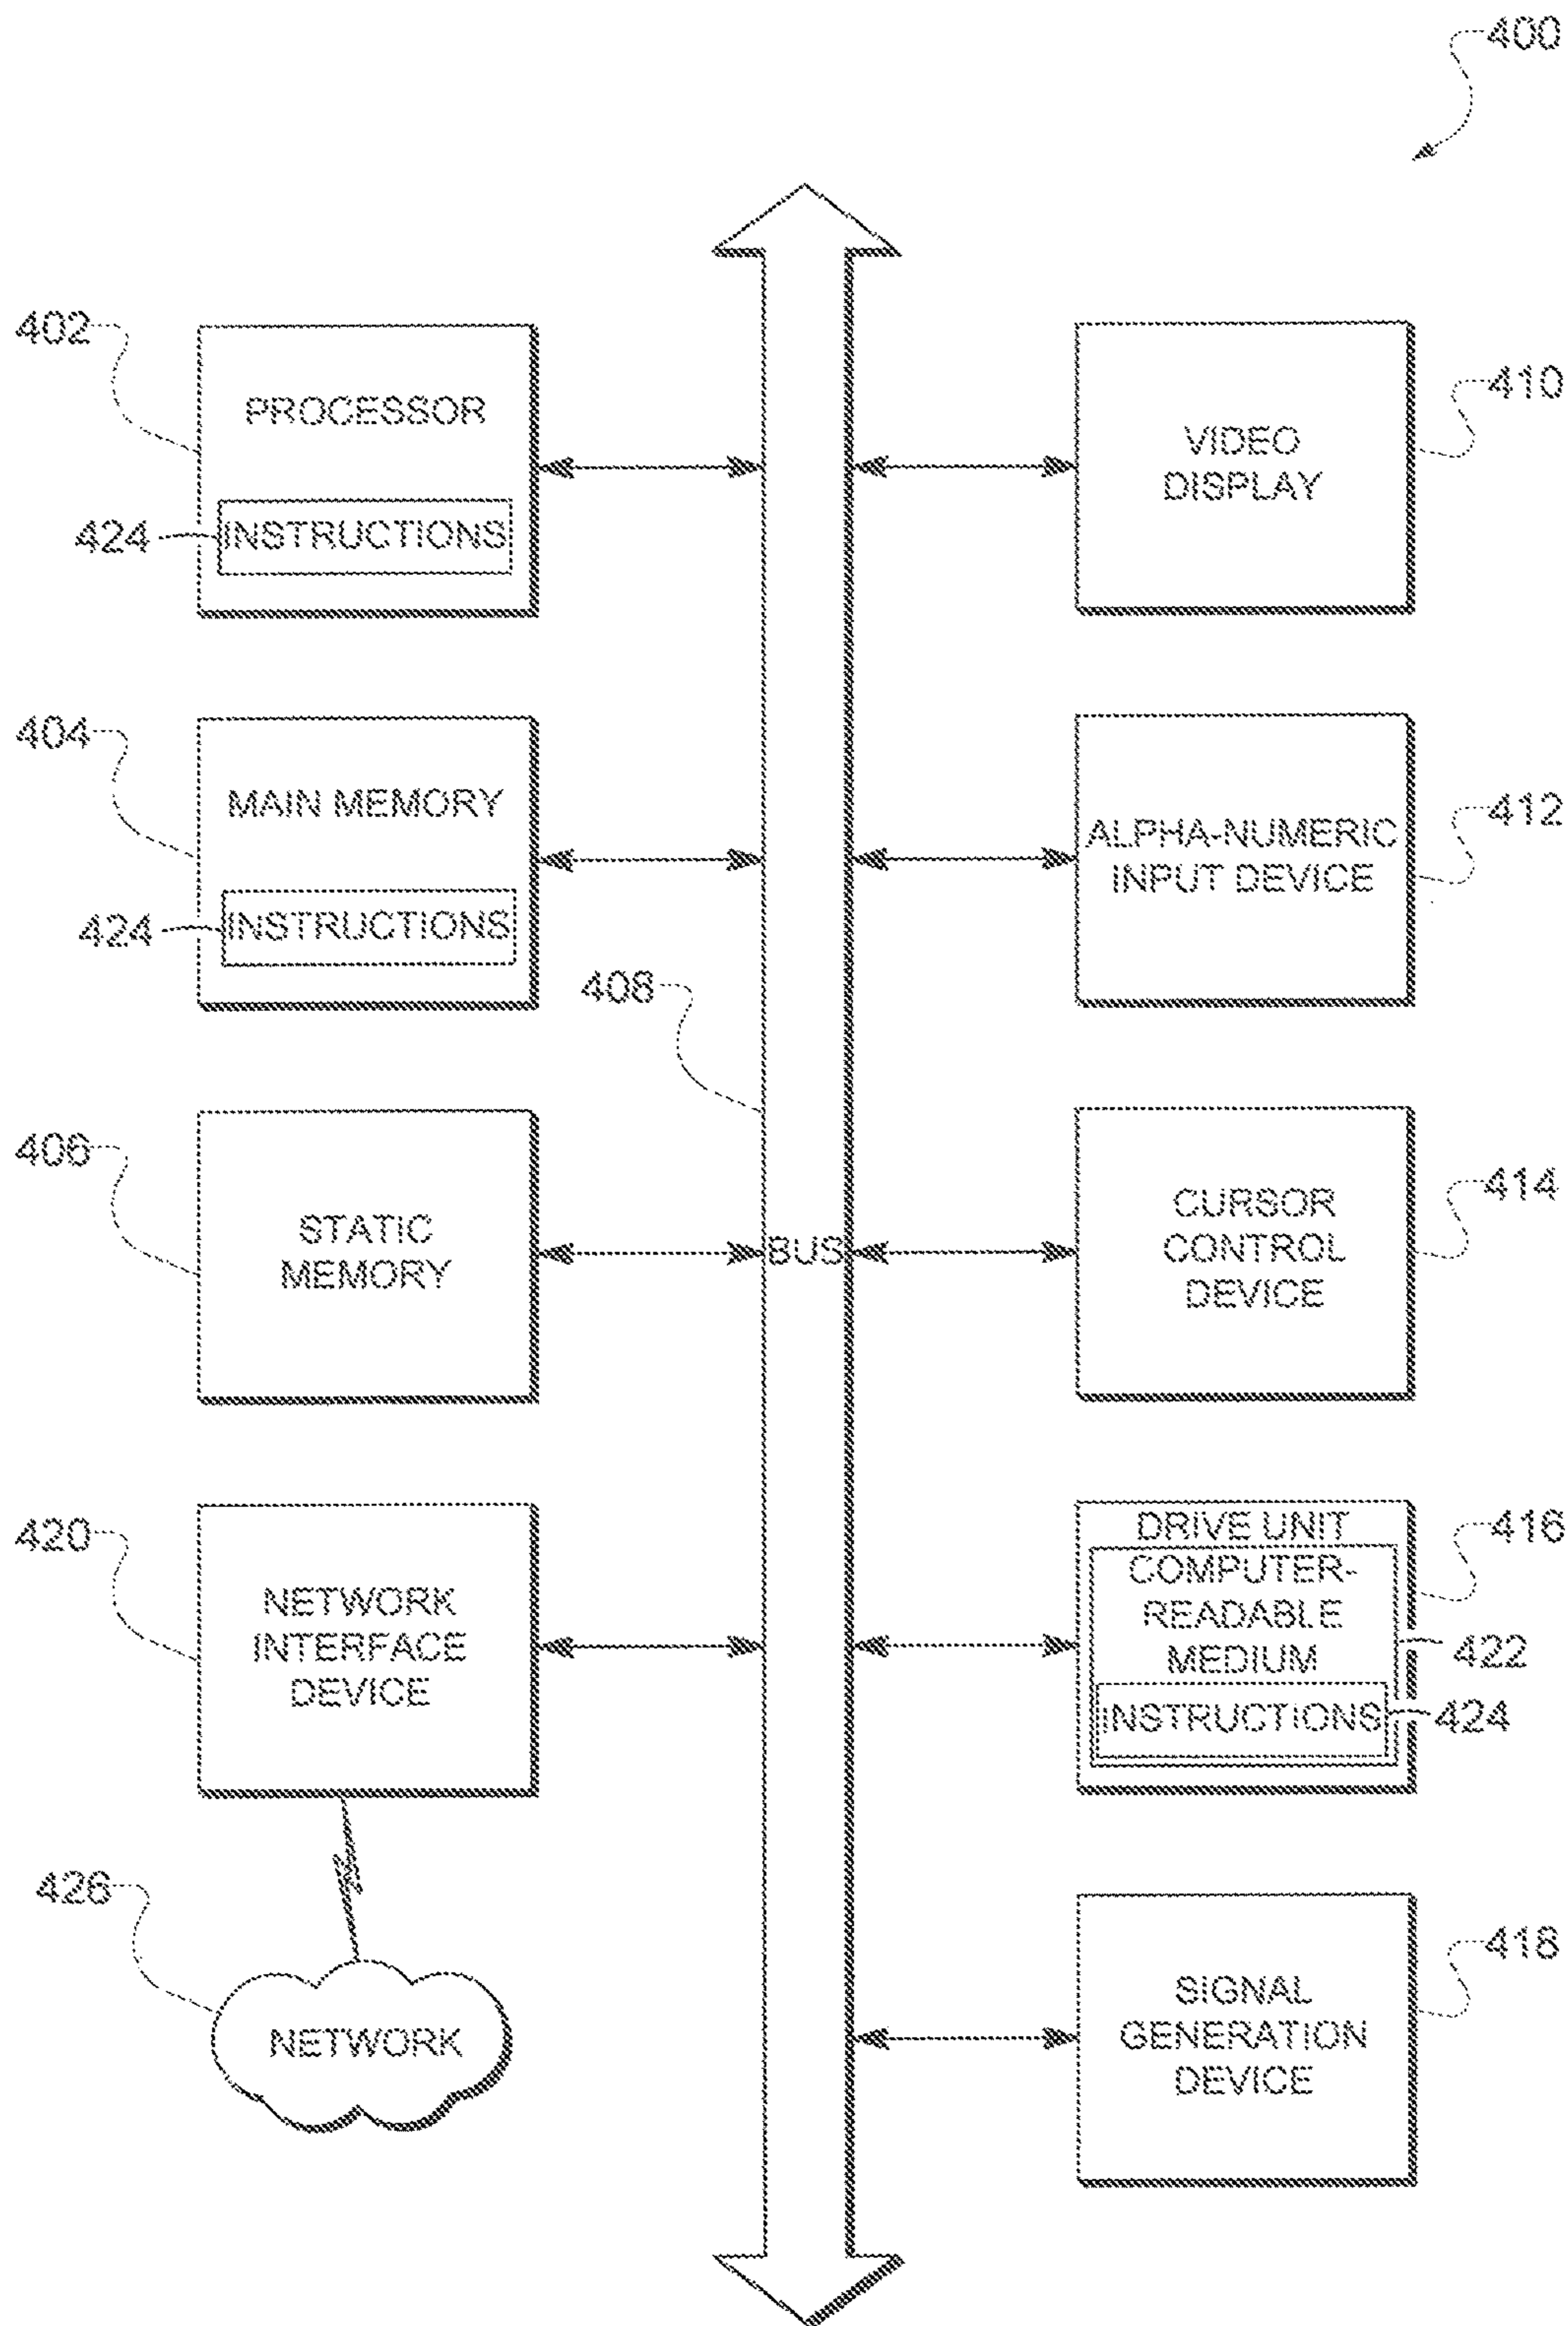 400
402
PROCESSOR
424
INSTRUCTIONS
410
VIDEO
DISPLAY
404
MAIN MEMORY
424
INSTRUCTIONS
412
ALPHA-NUMERIC
INPUT DEVICE
408
BUS
406
STATIC
MEMORY
414
CURSOR
CONTROL
DEVICE
420
NETWORK
INTERFACE
DEVICE
416
DRIVE UNIT
COMPUTER-
READABLE
MEDIUM
422
INSTRUCTIONS
424
426
NETWORK
418
SIGNAL
GENERATION
DEVICE